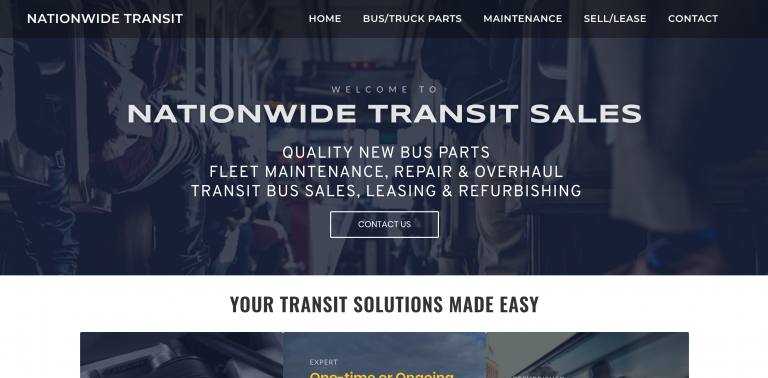 NATIONWIDE TRANSIT
HOME BUS/TRUCK PARTS MAINTENANCE SELL/LEASE CONTACT
WELCOME TO
NATIONWIDE TRANSIT SALES
QUALITY NEW BUS PARTS
FLEET MAINTENANCE, REPAIR & OVERHAUL
TRANSIT BUS SALES, LEASING & REFURBISHING
CONTACT US
YOUR TRANSIT SOLUTIONS MADE EASY
EXPERT
One-time or Ongoing